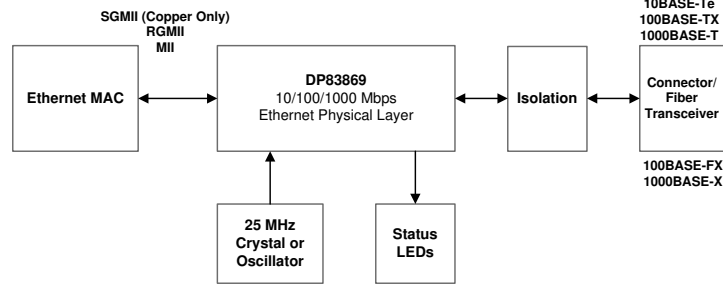 10BASE-Te
SGMII (Copper Only)
100BASE-TX
RGMII
1000BASE-T
MII
Ethernet MAC
DP83869
10/100/1000 Mbps
Ethernet Physical Layer
Isolation
Connector/
Fiber
Transceiver
100BASE-FX
1000BASE-X
25 MHz
Crystal or
Oscillator
Status
LEDs